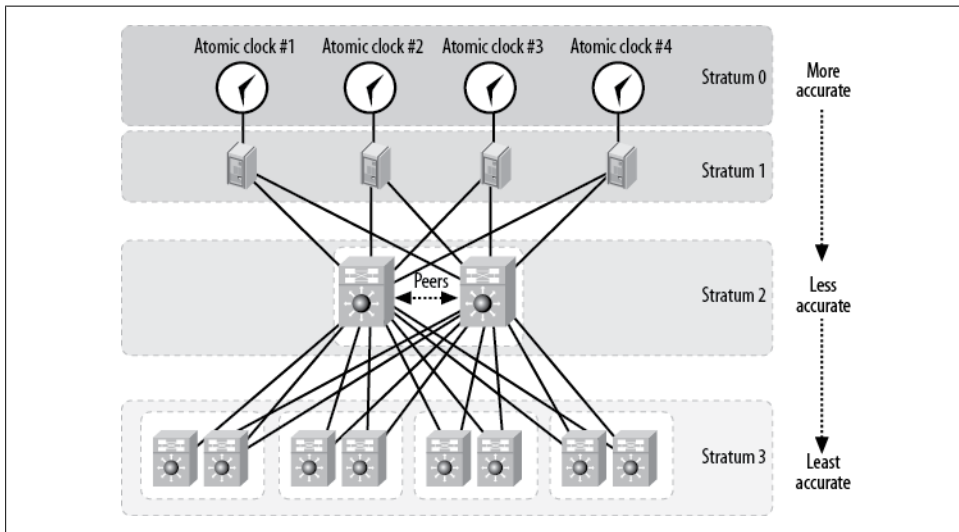 Atomic clock #1
Atomic clock #2
Atomic clock #3
Atomic clock #4
Stratum 0
More
accurate
Stratum 1
Peers
Stratum 2
Less
accurate
Stratum 3
Least
accurate